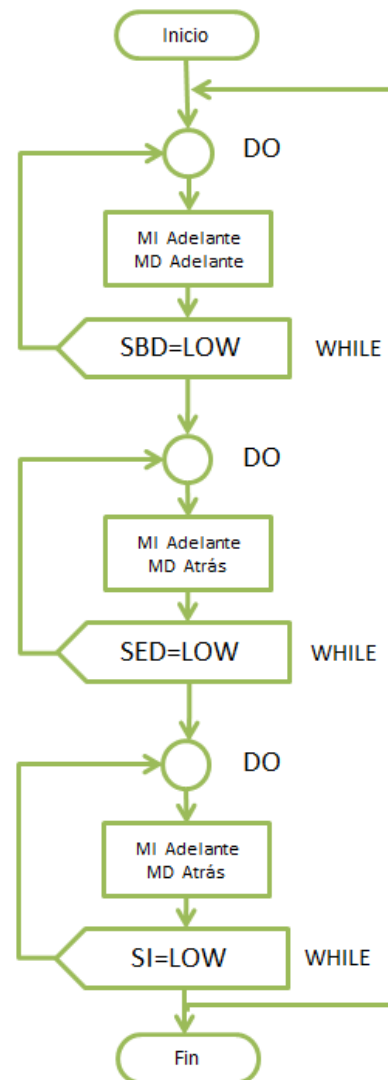 Inicio
DO
MI Adelante
MD Adelante
SBD=LOW
WHILE
DO
MI Adelante
MD Atrás
SED=LOW
WHILE
DO
MI Adelante
MD Atrás
SI=LOW
WHILE
Fin